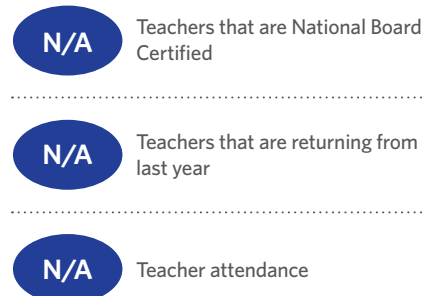 N/A
Teachers that are National Board
Certified
N/A
Teachers that are returning from
last year
N/A
Teacher attendance